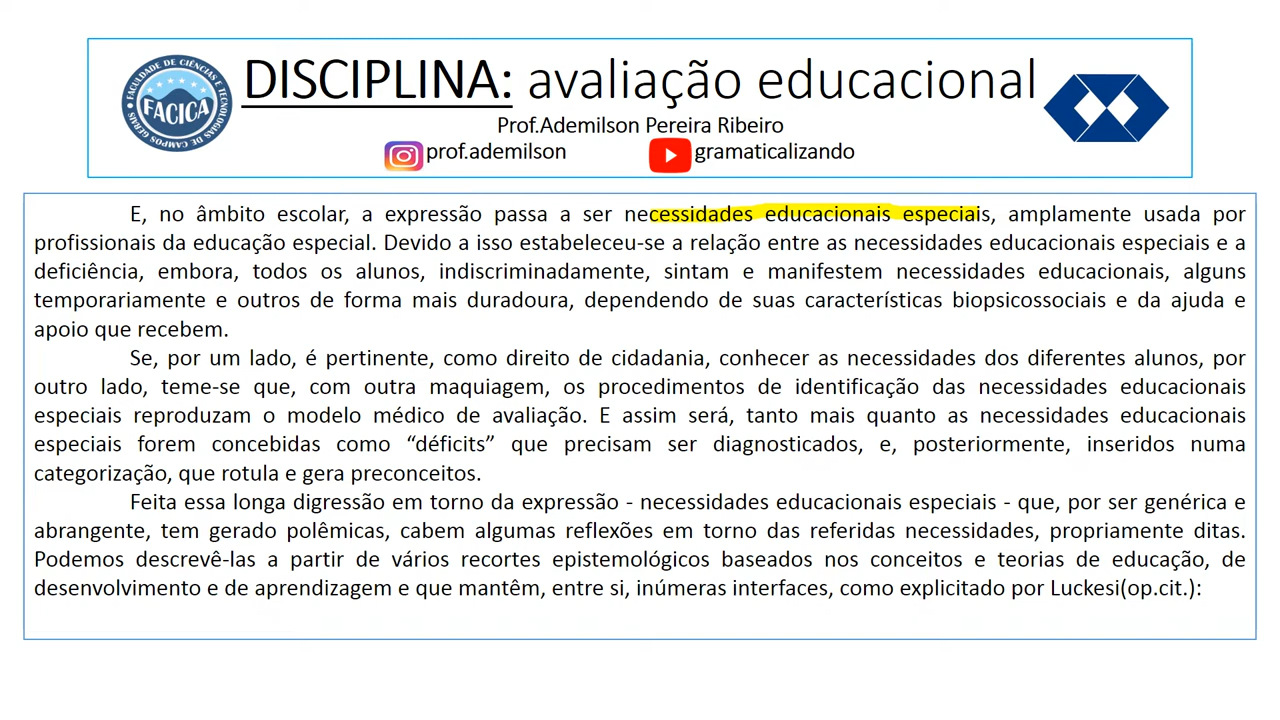 FACULDADE DE CIÊNCIAS E TECNOLOGIAS
DE CAMPOS GERAIS
FACICA
DISCIPLINA: avaliação educacional
Prof.Ademilson Pereira Ribeiro
prof.ademilson
gramaticalizando
E, no âmbito escolar, a expressão passa a ser necessidades educacionais especiais, amplamente usada por
profissionais da educação especial. Devido a isso estabeleceu-se a relação entre as necessidades educacionais especiais e a
deficiência, embora, todos os alunos, indiscriminadamente, sintam e manifestem necessidades educacionais, alguns
temporariamente e outros de forma mais duradoura, dependendo de suas características biopsicossociais e da ajuda e
apoio que recebem.
Se, por um lado, é pertinente, como direito de cidadania, conhecer as necessidades dos diferentes alunos, por
outro lado, teme-se que, com outra maquiagem, os procedimentos de identificação das necessidades educacionais
especiais reproduzam o modelo médico de avaliação. E assim será, tanto mais quanto as necessidades educacionais
especiais forem concebidas como “déficits” que precisam ser diagnosticados, e, posteriormente, inseridos numa
categorização, que rotula e gera preconceitos.
Feita essa longa digressão em torno da expressão - necessidades educacionais especiais - que, por ser genérica e
abrangente, tem gerado polêmicas, cabem algumas reflexões em torno das referidas necessidades, propriamente ditas.
Podemos descrevê-las a partir de vários recortes epistemológicos baseados nos conceitos e teorias de educação, de
desenvolvimento e de aprendizagem e que mantêm, entre si, inúmeras interfaces, como explicitado por Luckesi(op.cit.):